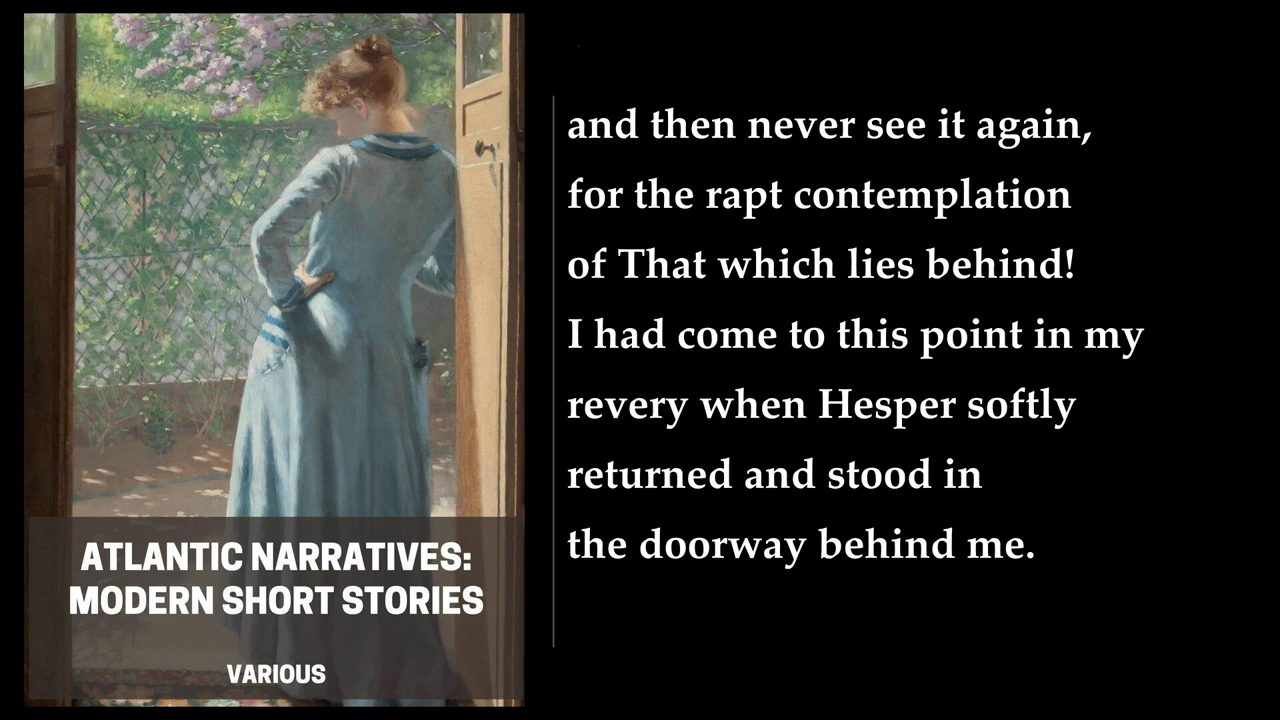 ATLANTIC NARRATIVES:
MODERN SHORT STORIES
VARIOUS
and then never see it again,
for the rapt contemplation
of That which lies behind!
I had come to this point in my
revery when Hesper softly
returned and stood in
the doorway behind me.